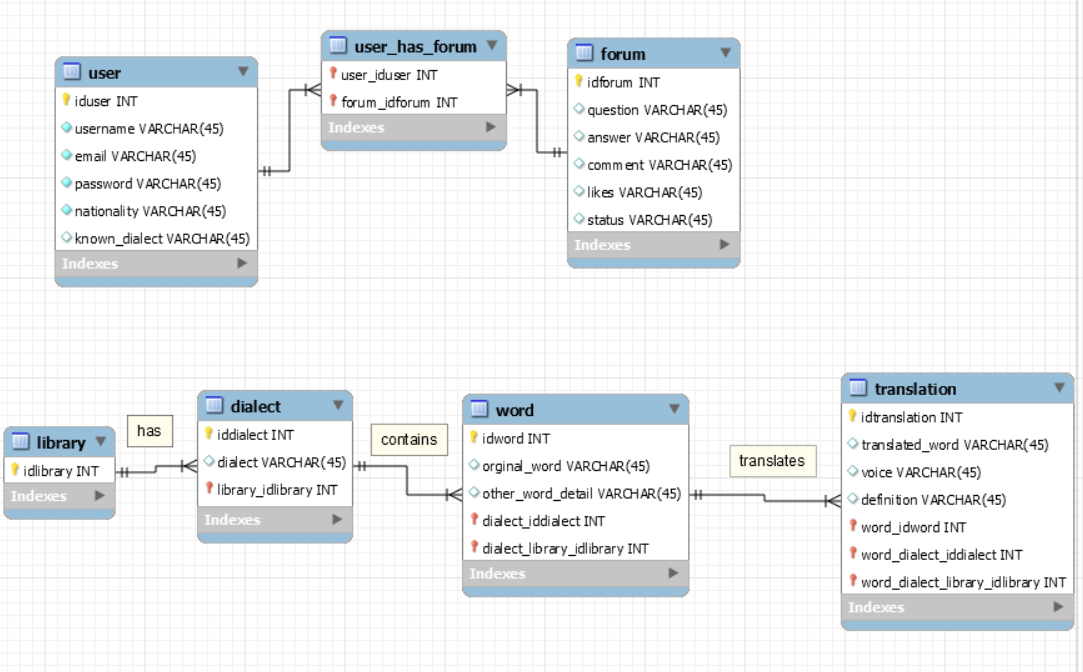 user
iduser INT
username VARCHAR(45)
email VARCHAR(45)
password VARCHAR(45)
nationality VARCHAR(45)
known_dialect VARCHAR(45)
Indexes
user_has_forum
user_iduser INT
forum_idforum INT
Indexes
forum
idforum INT
question VARCHAR(45)
answer VARCHAR(45)
comment VARCHAR(45)
likes VARCHAR(45)
status VARCHAR(45)
Indexes
library
idlibrary INT
Indexes
has
dialect
iddialect INT
dialect VARCHAR(45)
library_idlibrary INT
Indexes
contains
word
idword INT
orginal_word VARCHAR(45)
other_word_detail VARCHAR(45)
dialect_iddialect INT
dialect_library_idlibrary INT
Indexes
translates
translation
idtranslation INT
translated_word VARCHAR(45)
voice VARCHAR(45)
definition VARCHAR(45)
word_idword INT
word_dialect_iddialect INT
word_dialect_library_idlibrary INT
Indexes